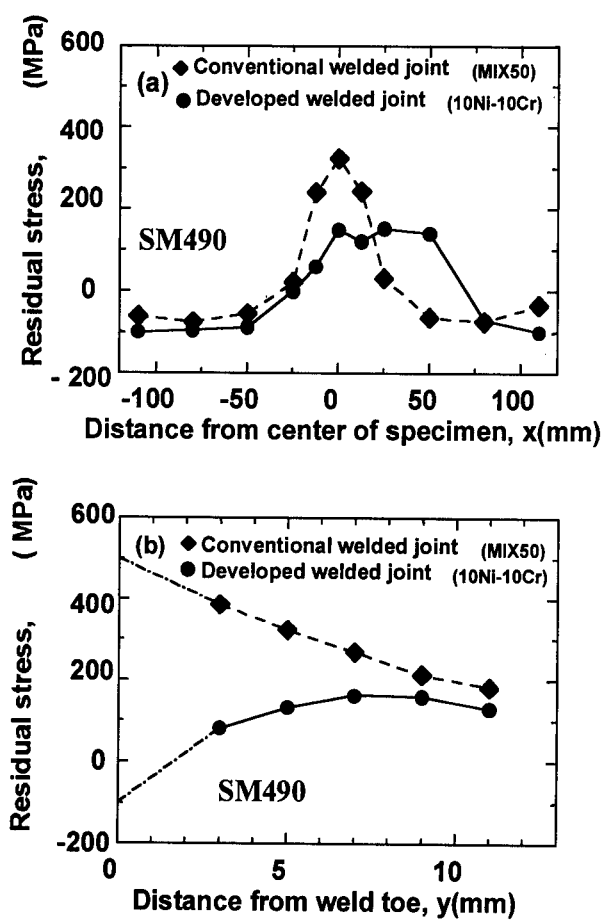 600
(MPa)
(a)
Conventional welded joint (MIX50)
Developed welded joint (10Ni-10Cr)
400
200
SM490
0
Residual stress,
- 200
-100 -50 0 50 100
Distance from center of specimen, x(mm)
600
( MPa)
(b)
Conventional welded joint (MIX50)
Developed welded joint (10Ni-10Cr)
400
200
Residual stress,
0
SM490
-200
0 5 10
Distance from weld toe, y(mm)